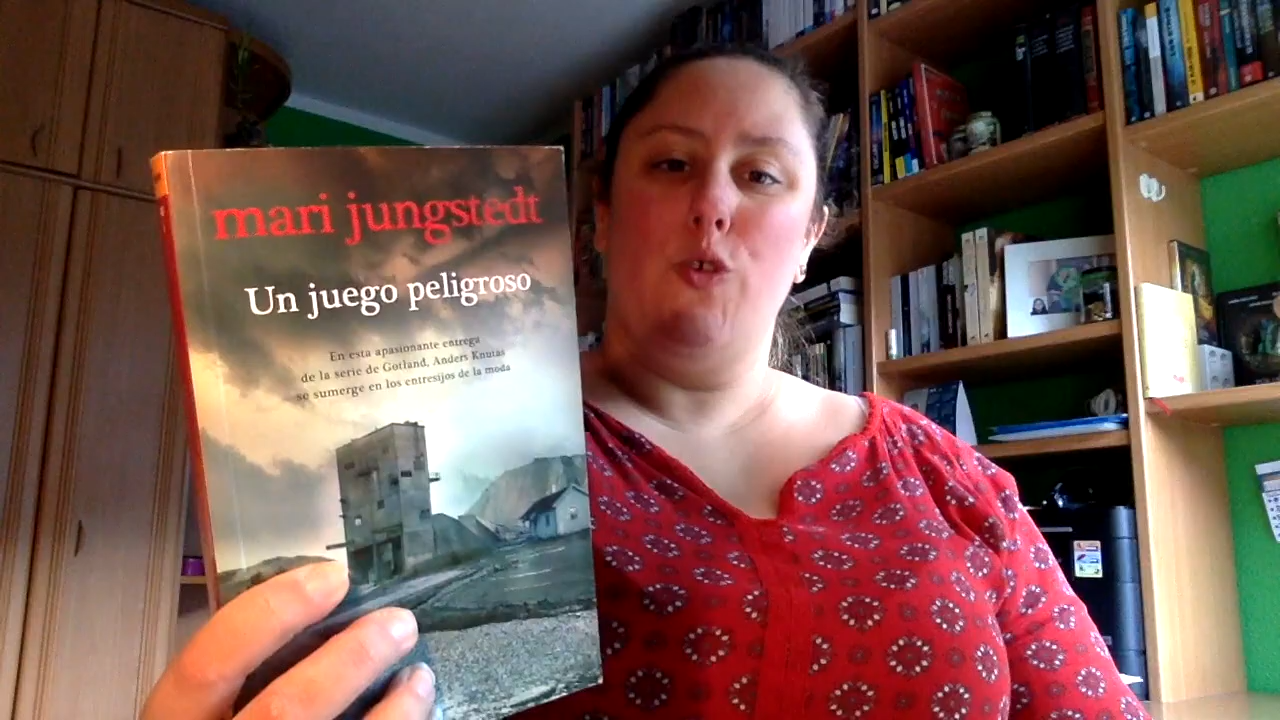 mari jungstedt
Un juego peligroso
En esta apasionante entrega
de la serie de Gotland, Anders Knutas
se sumerge en los entresijos de la moda